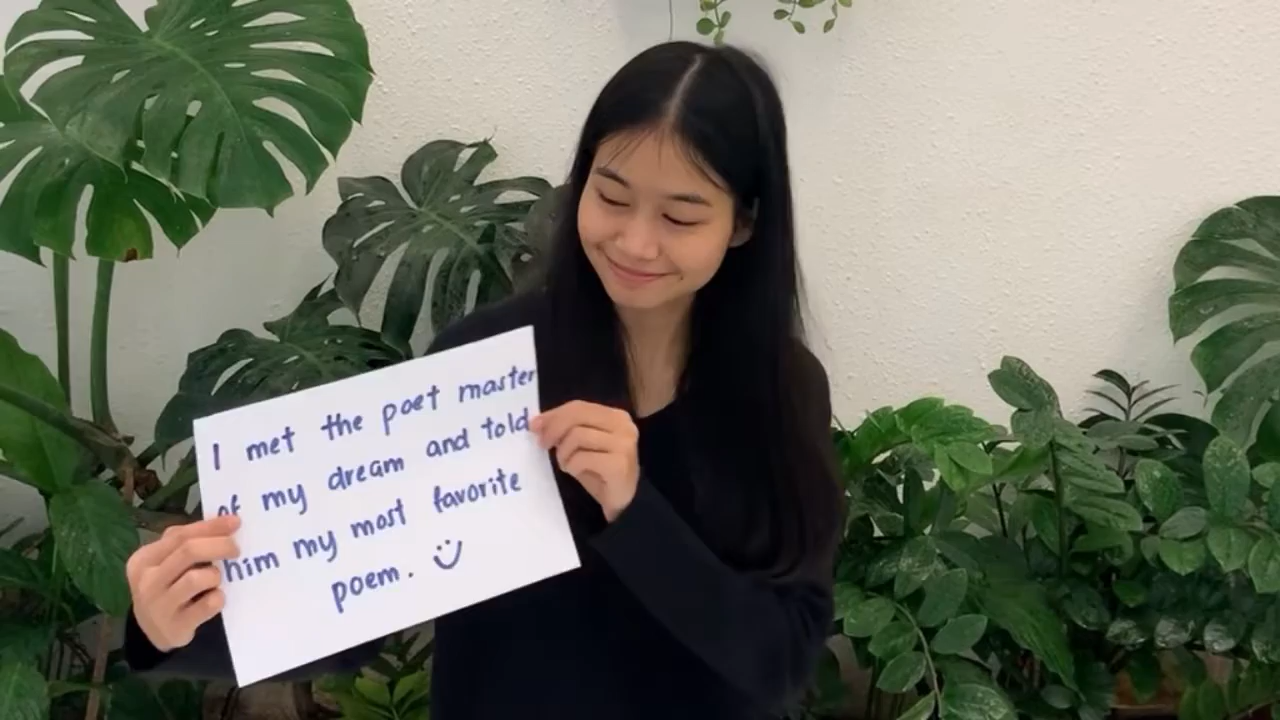 I met the poet master
of my dream and told
him my most favorite
poem.